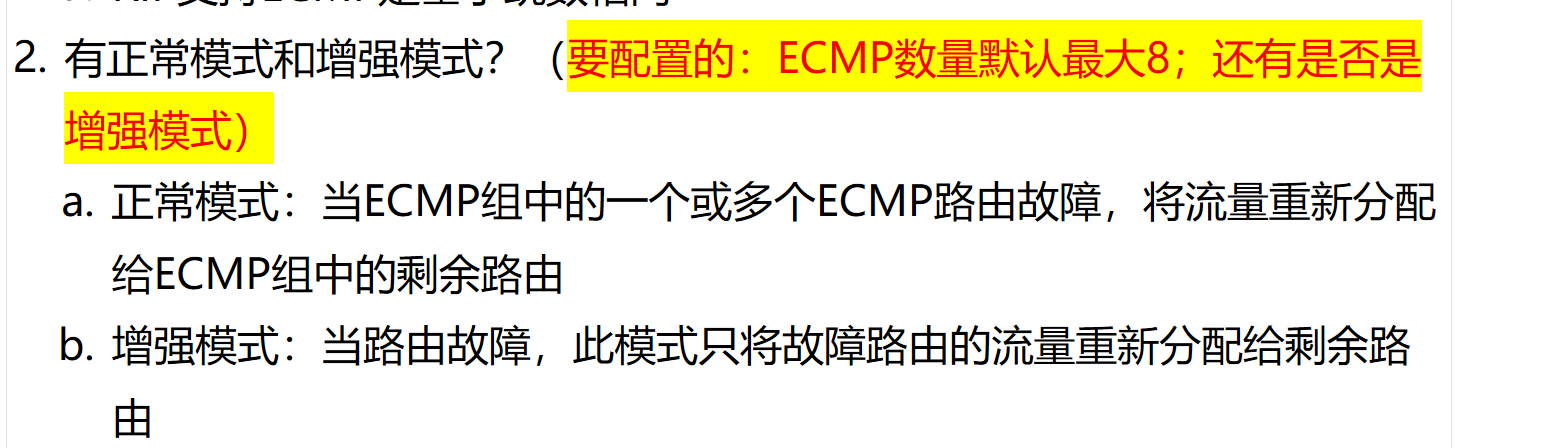 2. 有正常模式和增强模式？（要配置的：ECMP数量默认最大8；还有是否是
增强模式）
a. 正常模式：当ECMP组中的一个或多个ECMP路由故障，将流量重新分配
给ECMP组中的剩余路由
b. 增强模式：当路由故障，此模式只将故障路由的流量重新分配给剩余路
由